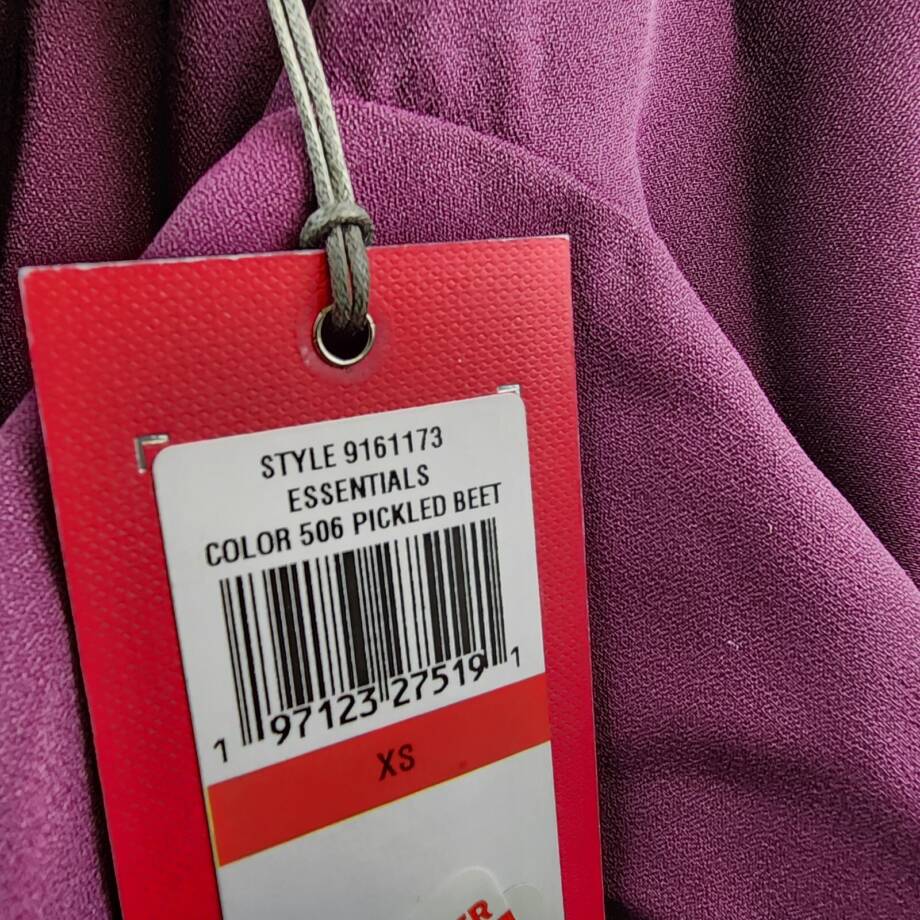 STYLE 9161173
ESSENTIALS
COLOR 506 PICKLED BEET
1 97123 27519 1
XS